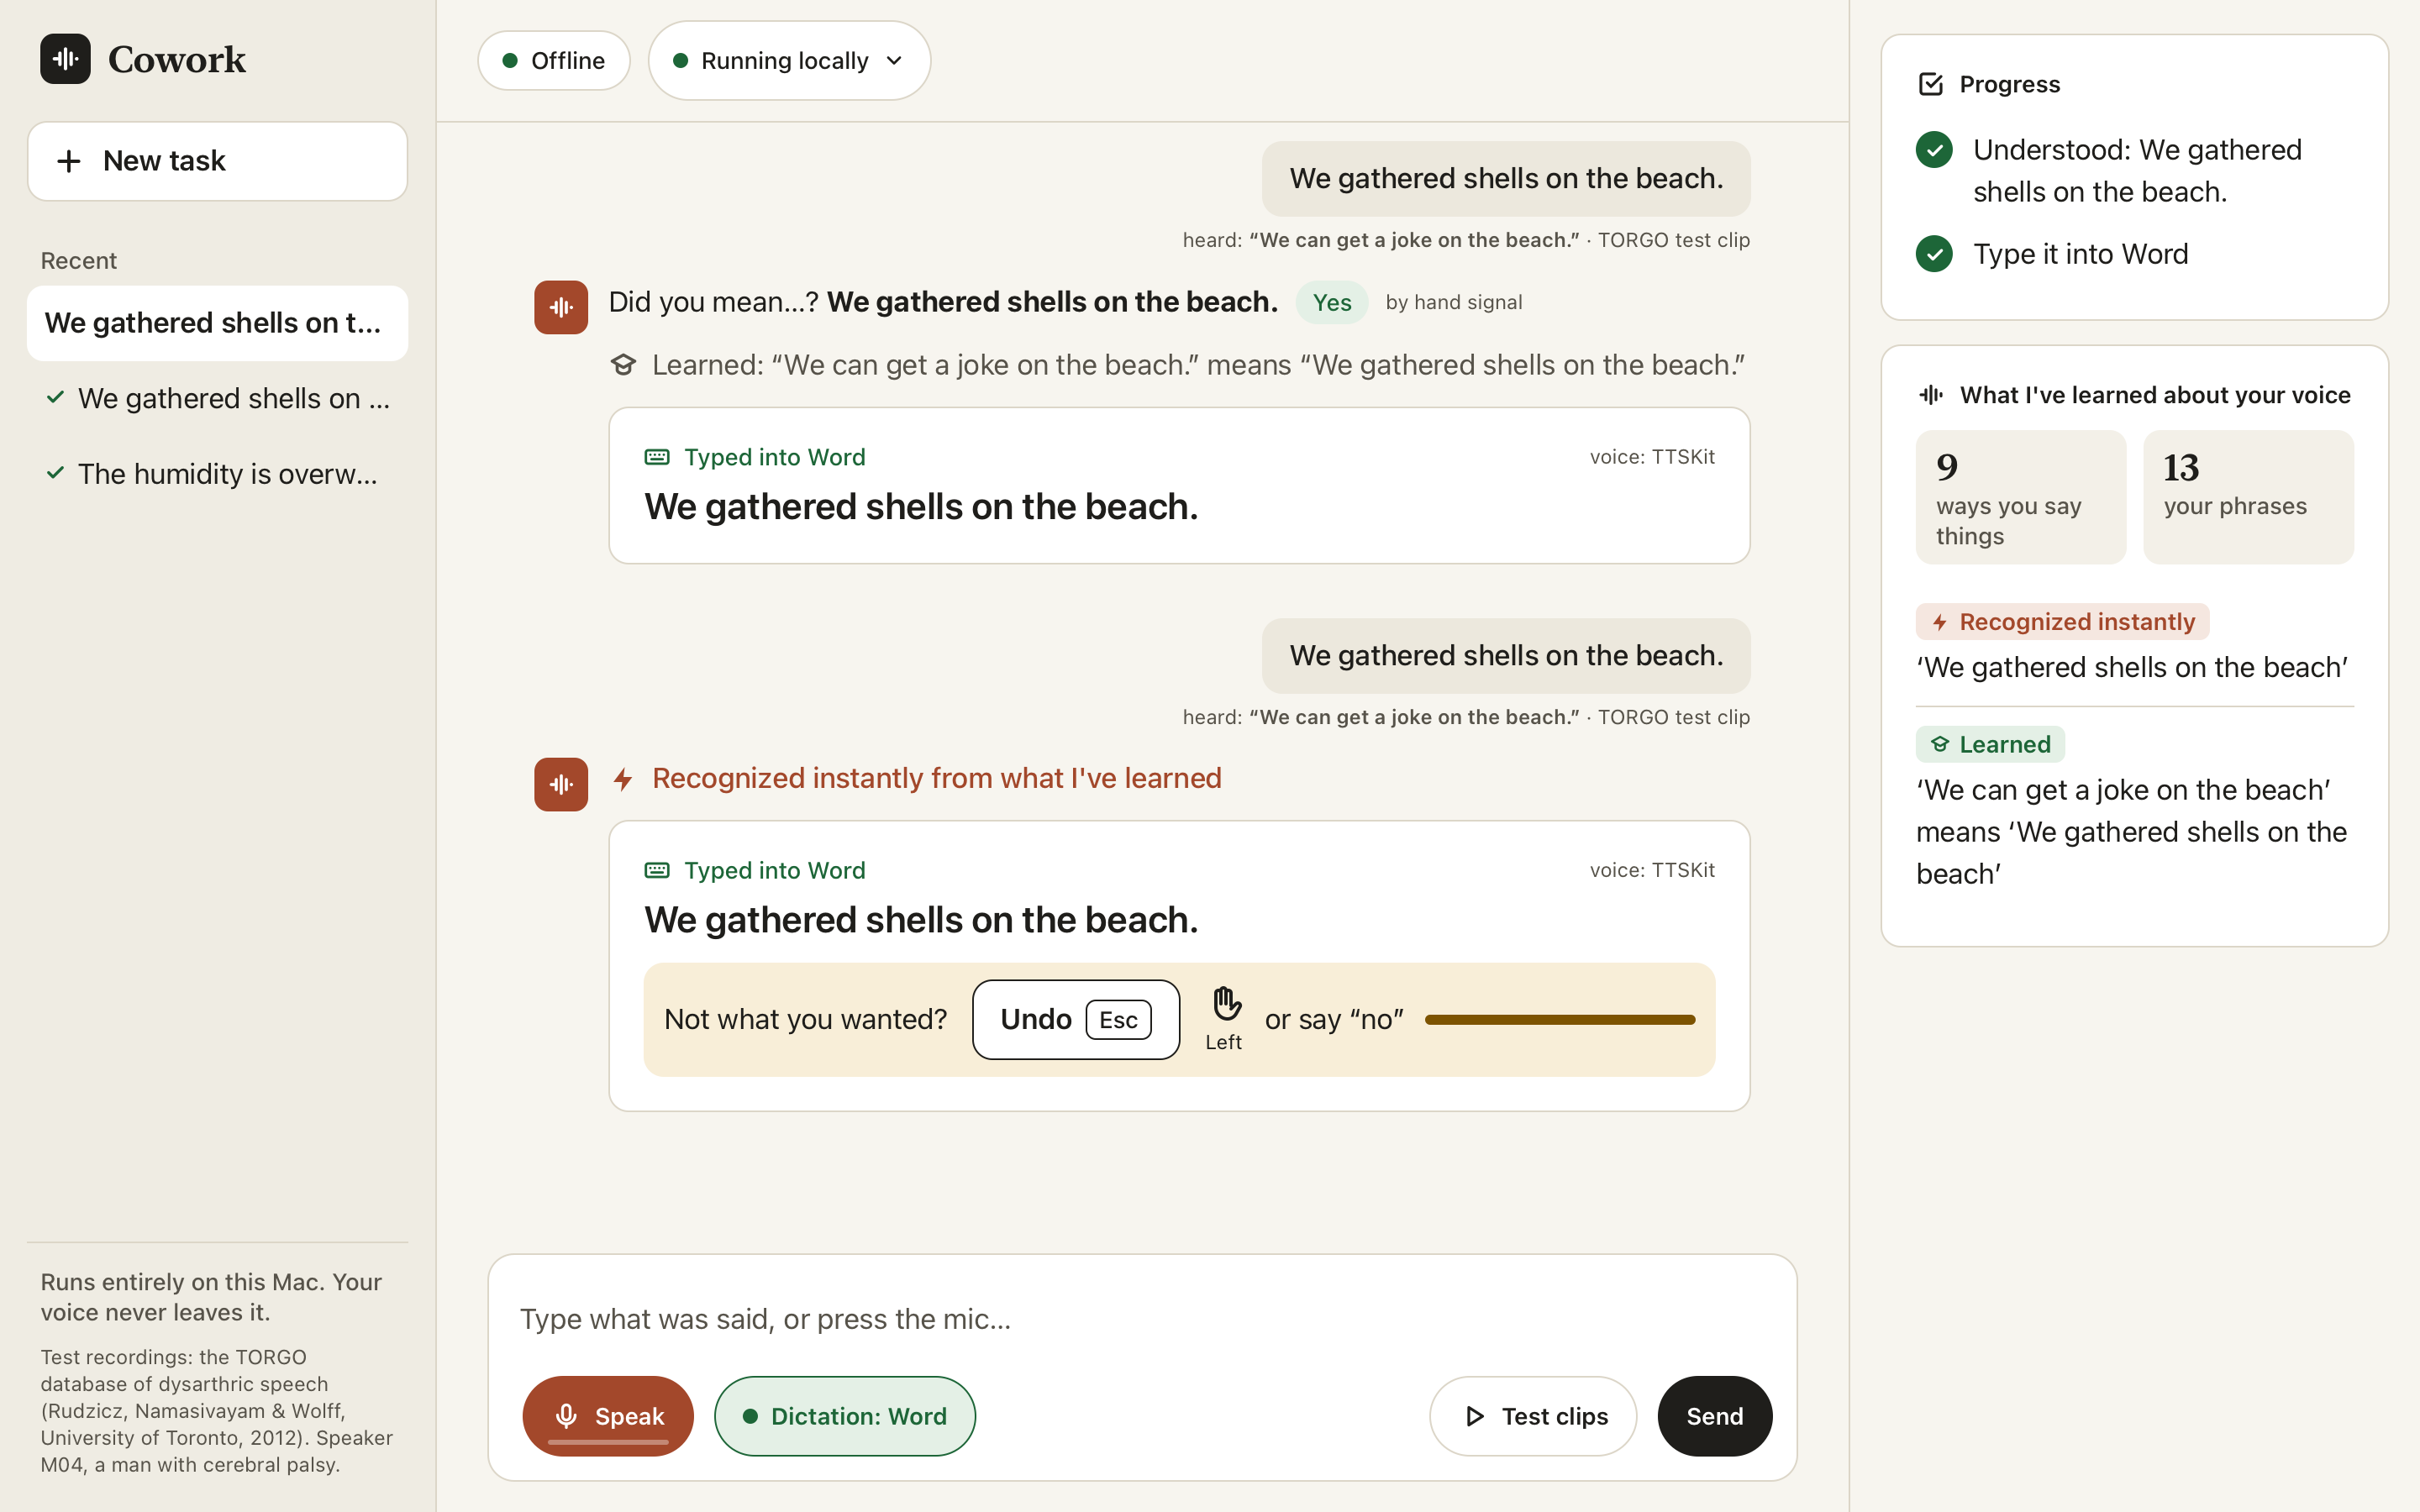 Cowork
New task
Recent
We gathered shells on t...
We gathered shells on ...
The humidity is overw...
Runs entirely on this Mac. Your
voice never leaves it.
Test recordings: the TORGO
database of dysarthric speech
(Rudzicz, Namasivayam & Wolff,
University of Toronto, 2012). Speaker
M04, a man with cerebral palsy.
Offline
Running locally
We gathered shells on the beach.
heard: “We can get a joke on the beach.” · TORGO test clip
Did you mean...? We gathered shells on the beach. Yes by hand signal
Learned: “We can get a joke on the beach.” means “We gathered shells on the beach.”
Typed into Word voice: TTSKit
We gathered shells on the beach.
We gathered shells on the beach.
heard: “We can get a joke on the beach.” · TORGO test clip
Recognized instantly from what I've learned
Typed into Word voice: TTSKit
We gathered shells on the beach.
Not what you wanted? Undo Esc Left or say “no”
Type what was said, or press the mic...
Speak Dictation: Word Test clips Send
Progress
Understood: We gathered
shells on the beach.
Type it into Word
What I've learned about your voice
9
ways you say
things
13
your phrases
Recognized instantly
‘We gathered shells on the beach’
Learned
‘We can get a joke on the beach’
means ‘We gathered shells on the
beach’